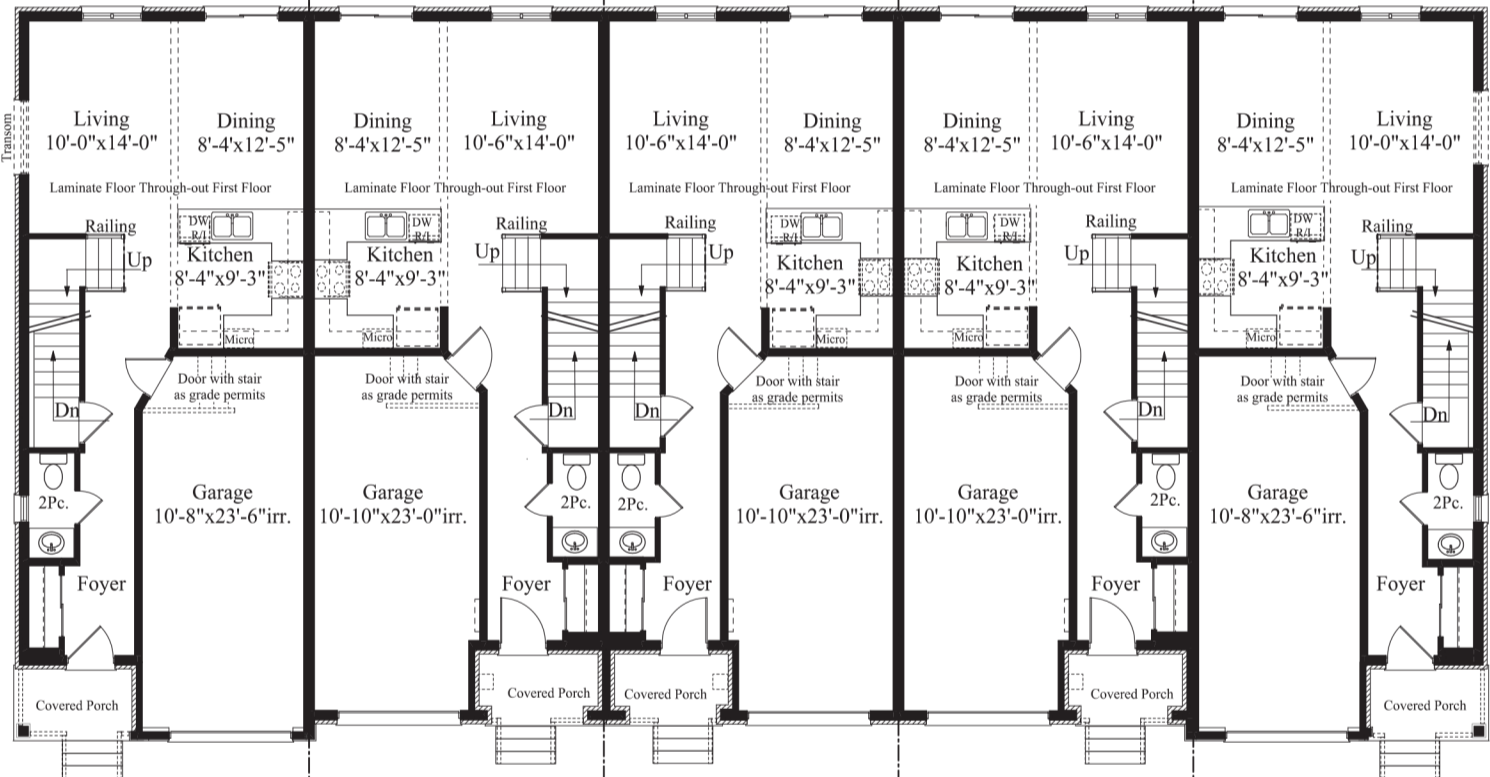 Transom
Living
10'-0"x14'-0"
Dining
8'-4'x12'-5"
Laminate Floor Through-out First Floor
Railing
Up
DW
R/I
Kitchen
8'-4"x9'-3"
Micro
Door with stair
as grade permits
Dn
2Pc.
Garage
10'-8"x23'-6"irr.
Foyer
Covered Porch
Dining
8'-4'x12'-5"
Living
10'-6"x14'-0"
Laminate Floor Through-out First Floor
DW
R/I
Railing
Up
Kitchen
8'-4"x9'-3"
Micro
Door with stair
as grade permits
Dn
Garage
10'-10"x23'-0"irr.
2Pc.
Foyer
Covered Porch
Living
10'-6"x14'-0"
Dining
8'-4'x12'-5"
Laminate Floor Through-out First Floor
Railing
Up
DW
R/I
Kitchen
8'-4"x9'-3"
Micro
Door with stair
as grade permits
Dn
2Pc.
Garage
10'-10"x23'-0"irr.
Foyer
Covered Porch
Dining
8'-4'x12'-5"
Living
10'-6"x14'-0"
Laminate Floor Through-out First Floor
DW
R/I
Railing
Up
Kitchen
8'-4"x9'-3"
Micro
Door with stair
as grade permits
Dn
Garage
10'-10"x23'-0"irr.
2Pc.
Foyer
Covered Porch
Dining
8'-4'x12'-5"
Living
10'-0"x14'-0"
Laminate Floor Through-out First Floor
DW
R/I
Railing
Up
Kitchen
8'-4"x9'-3"
Micro
Door with stair
as grade permits
Dn
Garage
10'-8"x23'-6"irr.
2Pc.
Foyer
Covered Porch